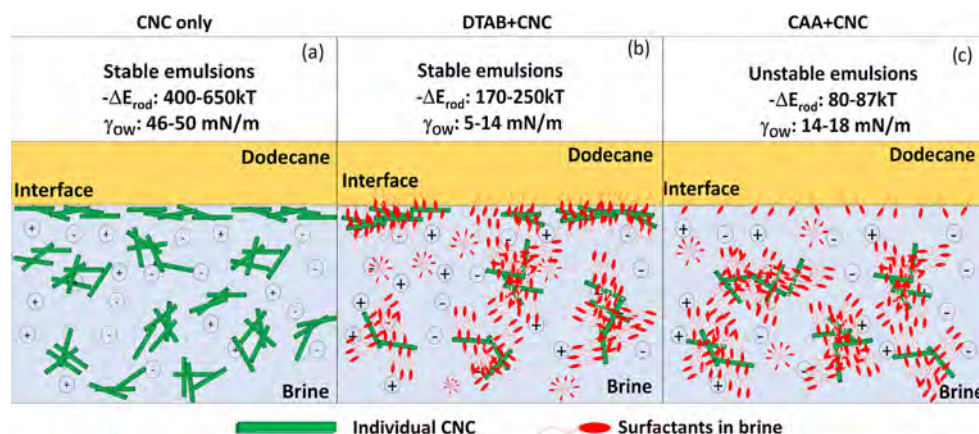 CNC only
(a)
Stable emulsions
-ΔE_rod: 400-650kT
γ_OW: 46-50 mN/m
Dodecane
Interface
+ - + -
+ -
- + -
- + +
+ -
- +
-
+
Brine
DTAB+CNC
(b)
Stable emulsions
-ΔE_rod: 170-250kT
γ_OW: 5-14 mN/m
Dodecane
Interface
- +
+ + -
- -
+ -
+
- -
+
Brine
CAA+CNC
(c)
Unstable emulsions
-ΔE_rod: 80-87kT
γ_OW: 14-18 mN/m
Dodecane
Interface
+ - +
- +
+ -
- -
+ +
- -
+
Brine
Individual CNC
Surfactants in brine